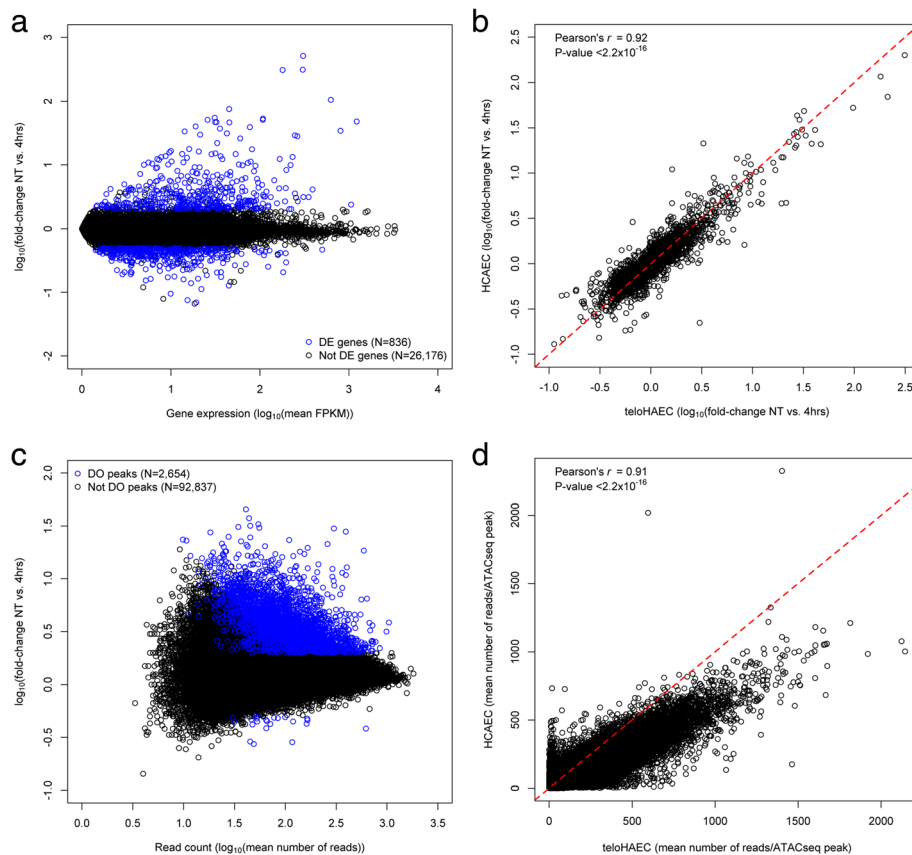 a
log10(fold-change NT vs. 4hrs)
3
2
1
0
-1
-2
DE genes (N=836)
Not DE genes (N=26,176)
0
1
2
3
4
Gene expression (log10(mean FPKM))
b
Pearson's r = 0.92
P-value <2.2x10-16
HCAEC (log10(fold-change NT vs. 4hrs)
2.5
2.0
1.5
1.0
0.5
0.0
-0.5
-1.0
-1.0
-0.5
0.0
0.5
1.0
1.5
2.0
2.5
teloHAEC (log10(fold-change NT vs. 4hrs)
c
DO peaks (N=2,654)
Not DO peaks (N=92,837)
log10(fold-change NT vs. 4hrs)
2.0
1.5
1.0
0.5
0.0
-0.5
-1.0
0.0
0.5
1.0
1.5
2.0
2.5
3.0
3.5
Read count (log10(mean number of reads))
d
Pearson's r = 0.91
P-value <2.2x10-16
HCAEC (mean number of reads/ATACseq peak)
2000
1500
1000
500
0
0
500
1000
1500
2000
teloHAEC (mean number of reads/ATACseq peak)